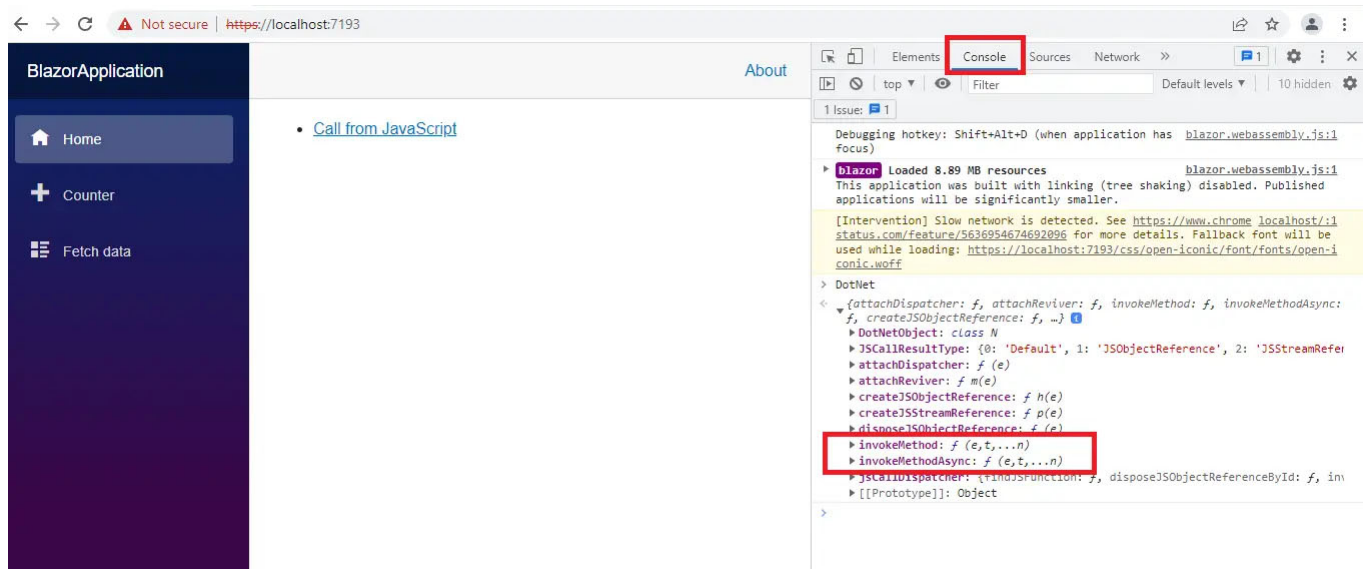 Not secure | https://localhost:7193
BlazorApplication
About
Home
Counter
Fetch data
Call from JavaScript
Elements Console Sources Network » 1
top ▼ Filter Default levels ▼ 10 hidden
1 Issue: 1
Debugging hotkey: Shift+Alt+D (when application has blazor.webassembly.js:1
focus)
blazor Loaded 8.89 MB resources blazor.webassembly.js:1
This application was built with linking (tree shaking) disabled. Published
applications will be significantly smaller.
[Intervention] Slow network is detected. See https://www.chrome localhost/:1
status.com/feature/5636954674692096 for more details. Fallback font will be
used while loading: https://localhost:7193/css/open-iconic/font/fonts/open-i
conic.woff
> DotNet
{attachDispatcher: ƒ, attachReviver: ƒ, invokeMethod: ƒ, invokeMethodAsync:
ƒ, createJSObjectReference: ƒ, …}
DotNetObject: class N
JSCallResultType: {0: 'Default', 1: 'JSObjectReference', 2: 'JSStreamRefer
attachDispatcher: ƒ (e)
attachReviver: ƒ m(e)
createJSObjectReference: ƒ h(e)
createJSStreamReference: ƒ p(e)
disposeJSObjectReference: ƒ (e)
invokeMethod: ƒ (e,t,...n)
invokeMethodAsync: ƒ (e,t,...n)
jsCallDispatcher: {findJSFunction: ƒ, disposeJSObjectReferenceById: ƒ, inv
[[Prototype]]: Object
>